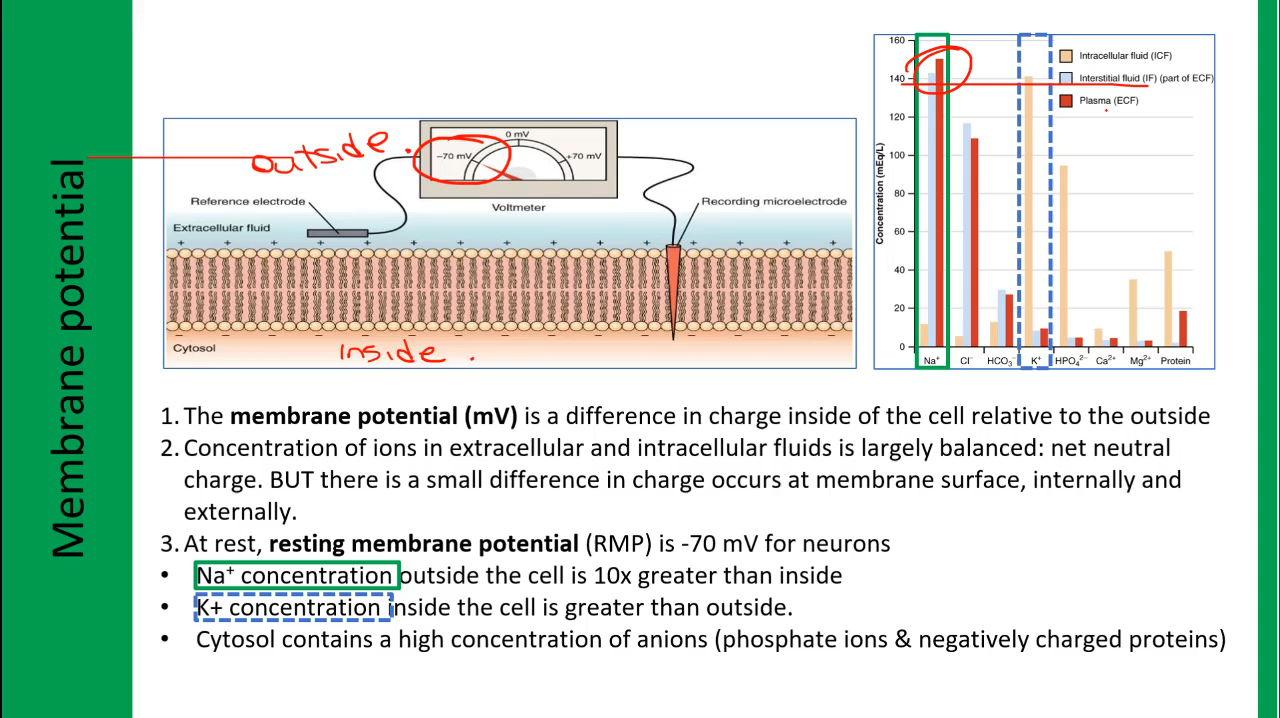 Membrane potential
outside.
-70 mV
0 mV
+70 mV
Voltmeter
Reference electrode
Recording microelectrode
Extracellular fluid
+ + + + + + + + + + + + + + +
– – – – – – – – – – – – – – –
Cytosol
inside.
Concentration (mEq/L)
160
140
120
100
80
60
40
20
0
Intracellular fluid (ICF)
Interstitial fluid (IF) (part of ECF)
Plasma (ECF)
Na⁺ Cl⁻ HCO₃⁻ K⁺ HPO₄²⁻ Ca²⁺ Mg²⁺ Protein
1. The membrane potential (mV) is a difference in charge inside of the cell relative to the outside
2. Concentration of ions in extracellular and intracellular fluids is largely balanced: net neutral
charge. BUT there is a small difference in charge occurs at membrane surface, internally and
externally.
3. At rest, resting membrane potential (RMP) is -70 mV for neurons
• Na⁺ concentration outside the cell is 10x greater than inside
• K+ concentration inside the cell is greater than outside.
• Cytosol contains a high concentration of anions (phosphate ions & negatively charged proteins)